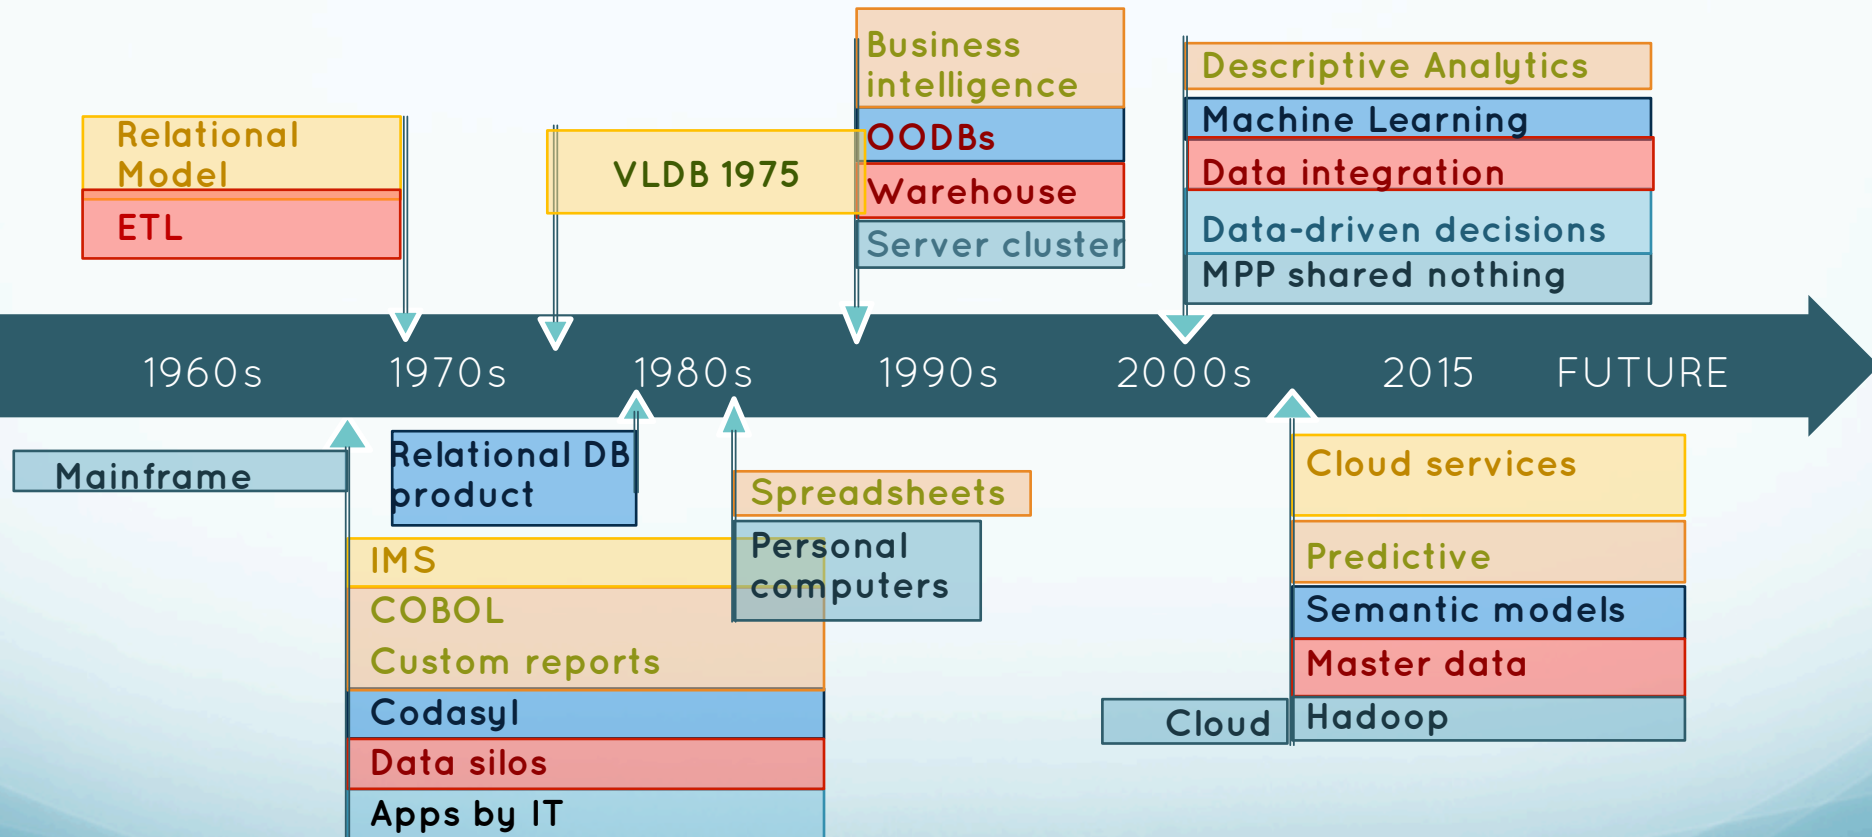 Relational
Model
ETL
VLDB 1975
Business
intelligence
OODBs
Warehouse
Server cluster
Descriptive Analytics
Machine Learning
Data integration
Data-driven decisions
MPP shared nothing
1960s
1970s
1980s
1990s
2000s
2015
FUTURE
Mainframe
Relational DB
product
IMS
COBOL
Custom reports
Codasyl
Data silos
Apps by IT
Spreadsheets
Personal
computers
Cloud services
Predictive
Semantic models
Master data
Hadoop
Cloud